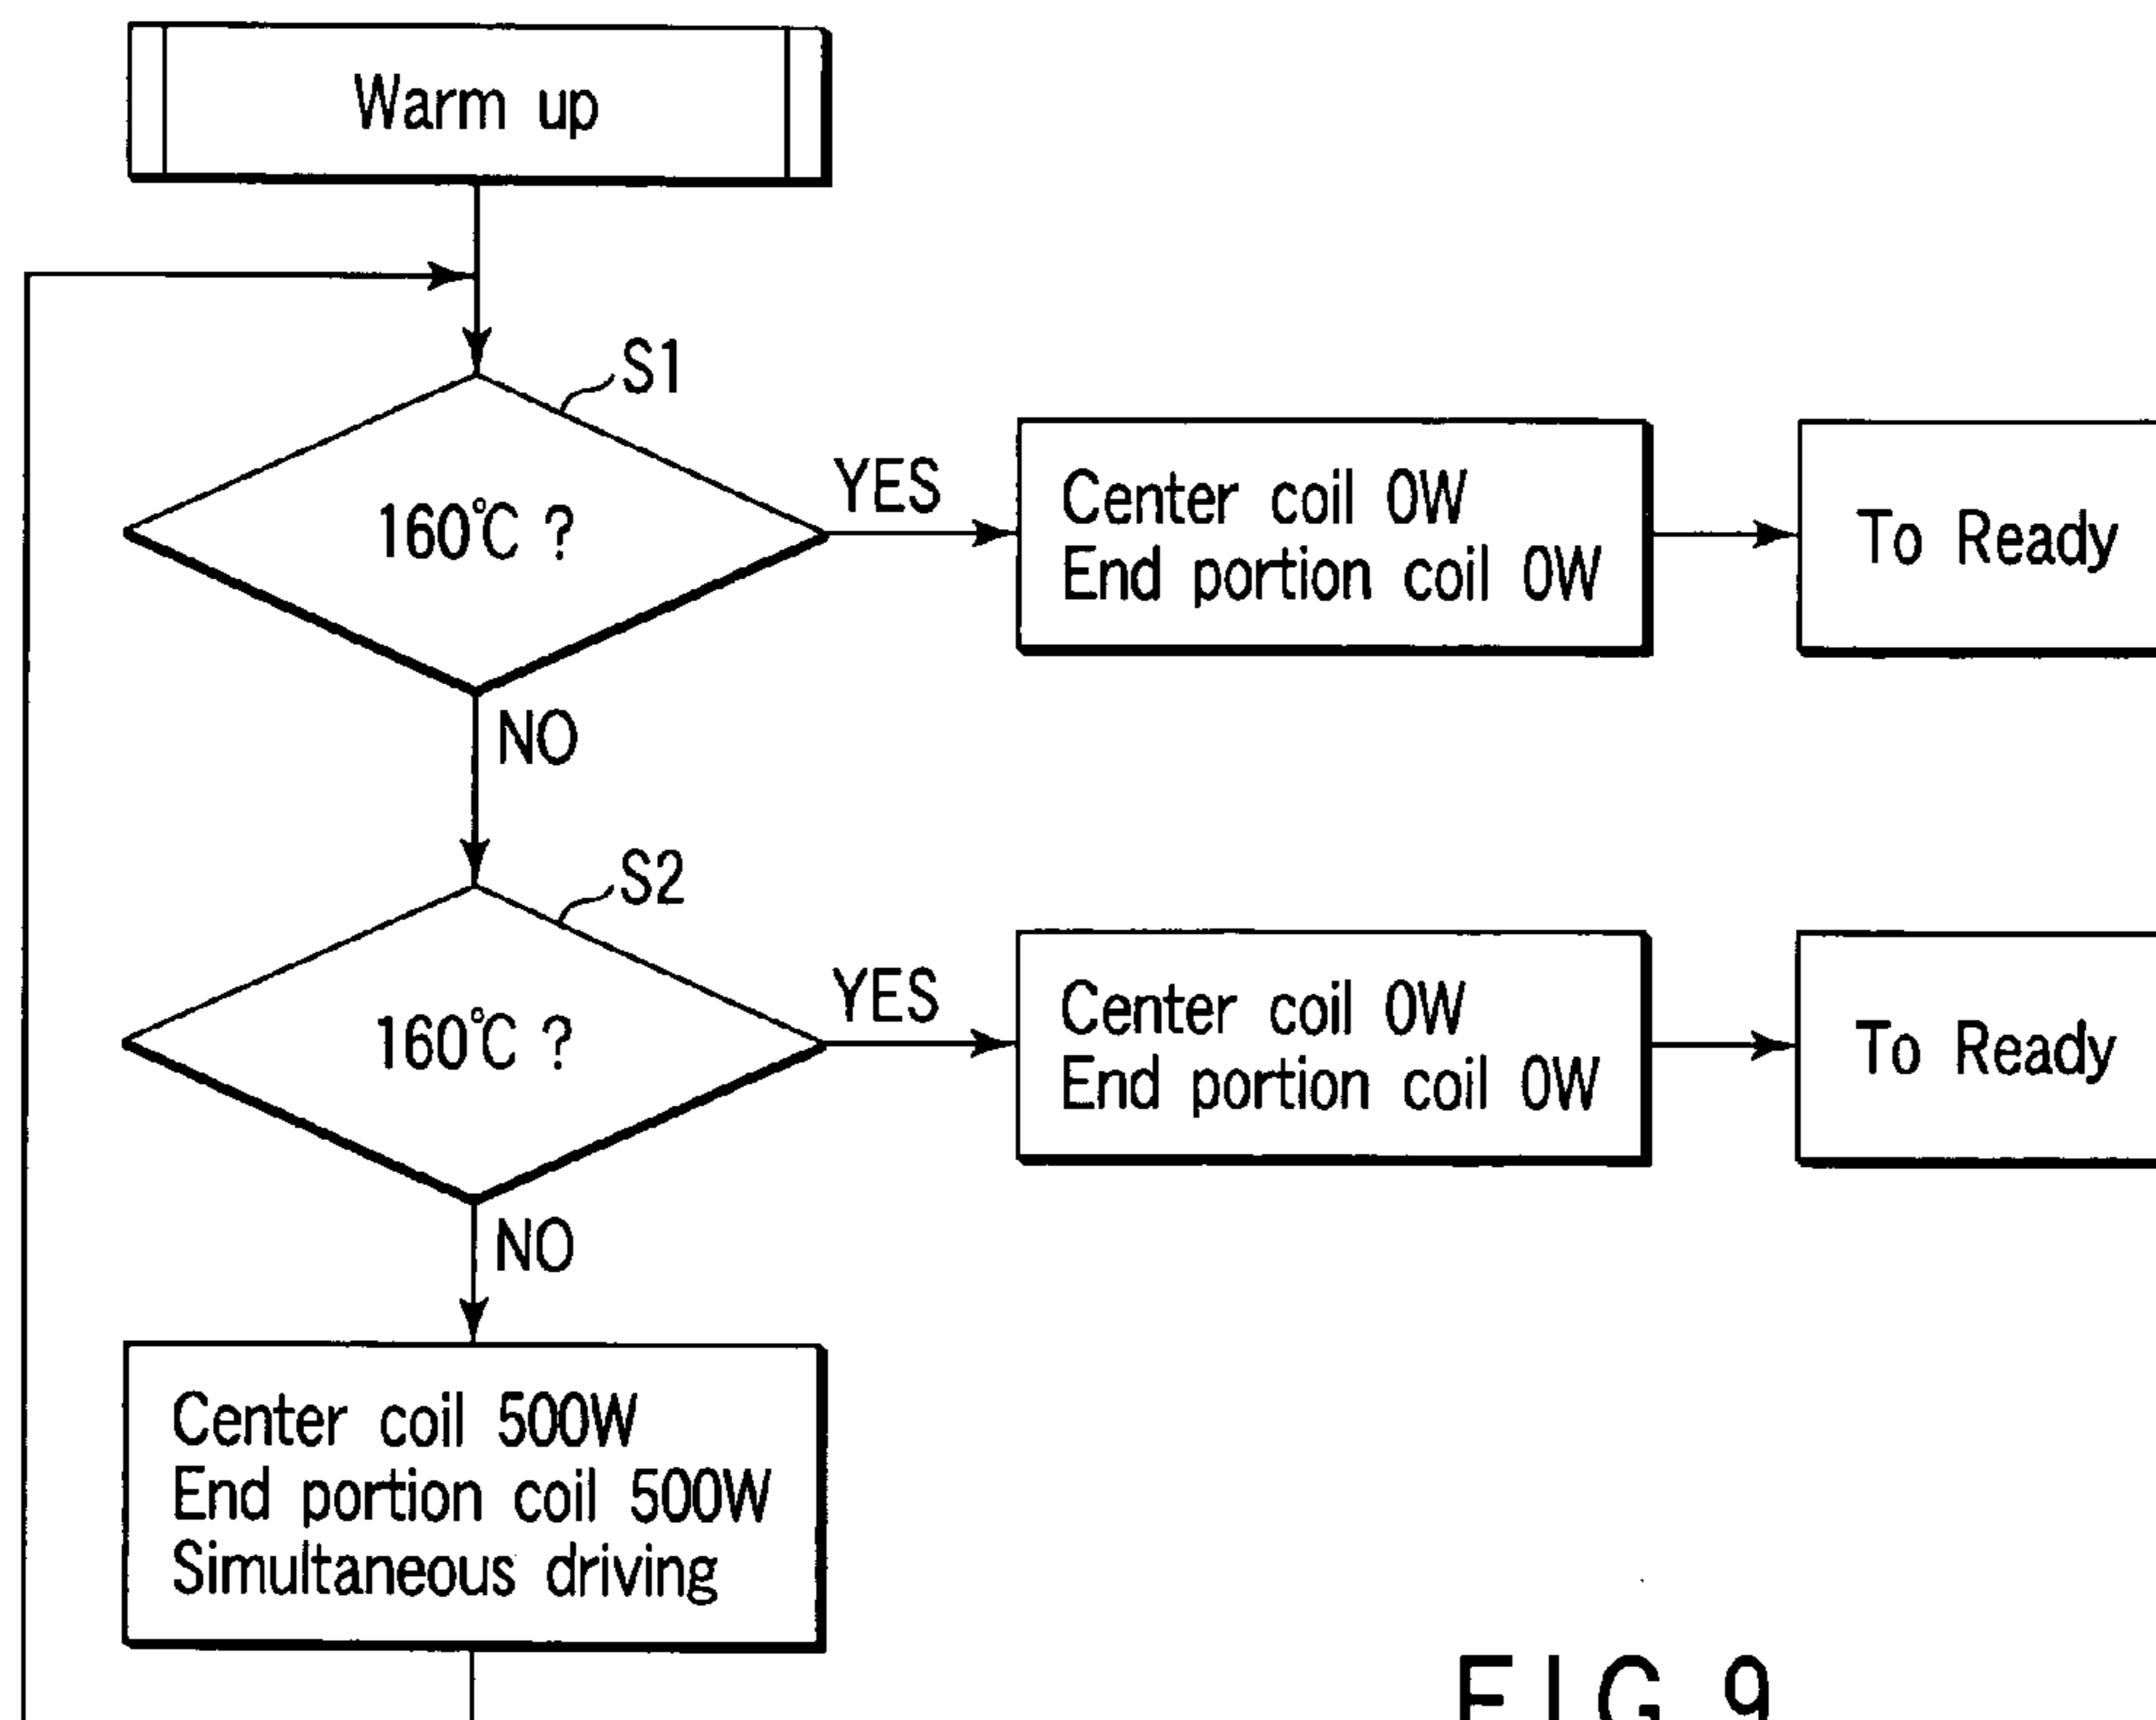 Warm up
S1
160℃ ?
YES
Center coil 0W
End portion coil 0W
To Ready
NO
S2
160℃ ?
YES
Center coil 0W
End portion coil 0W
To Ready
NO
Center coil 500W
End portion coil 500W
Simultaneous driving
FIG. 9